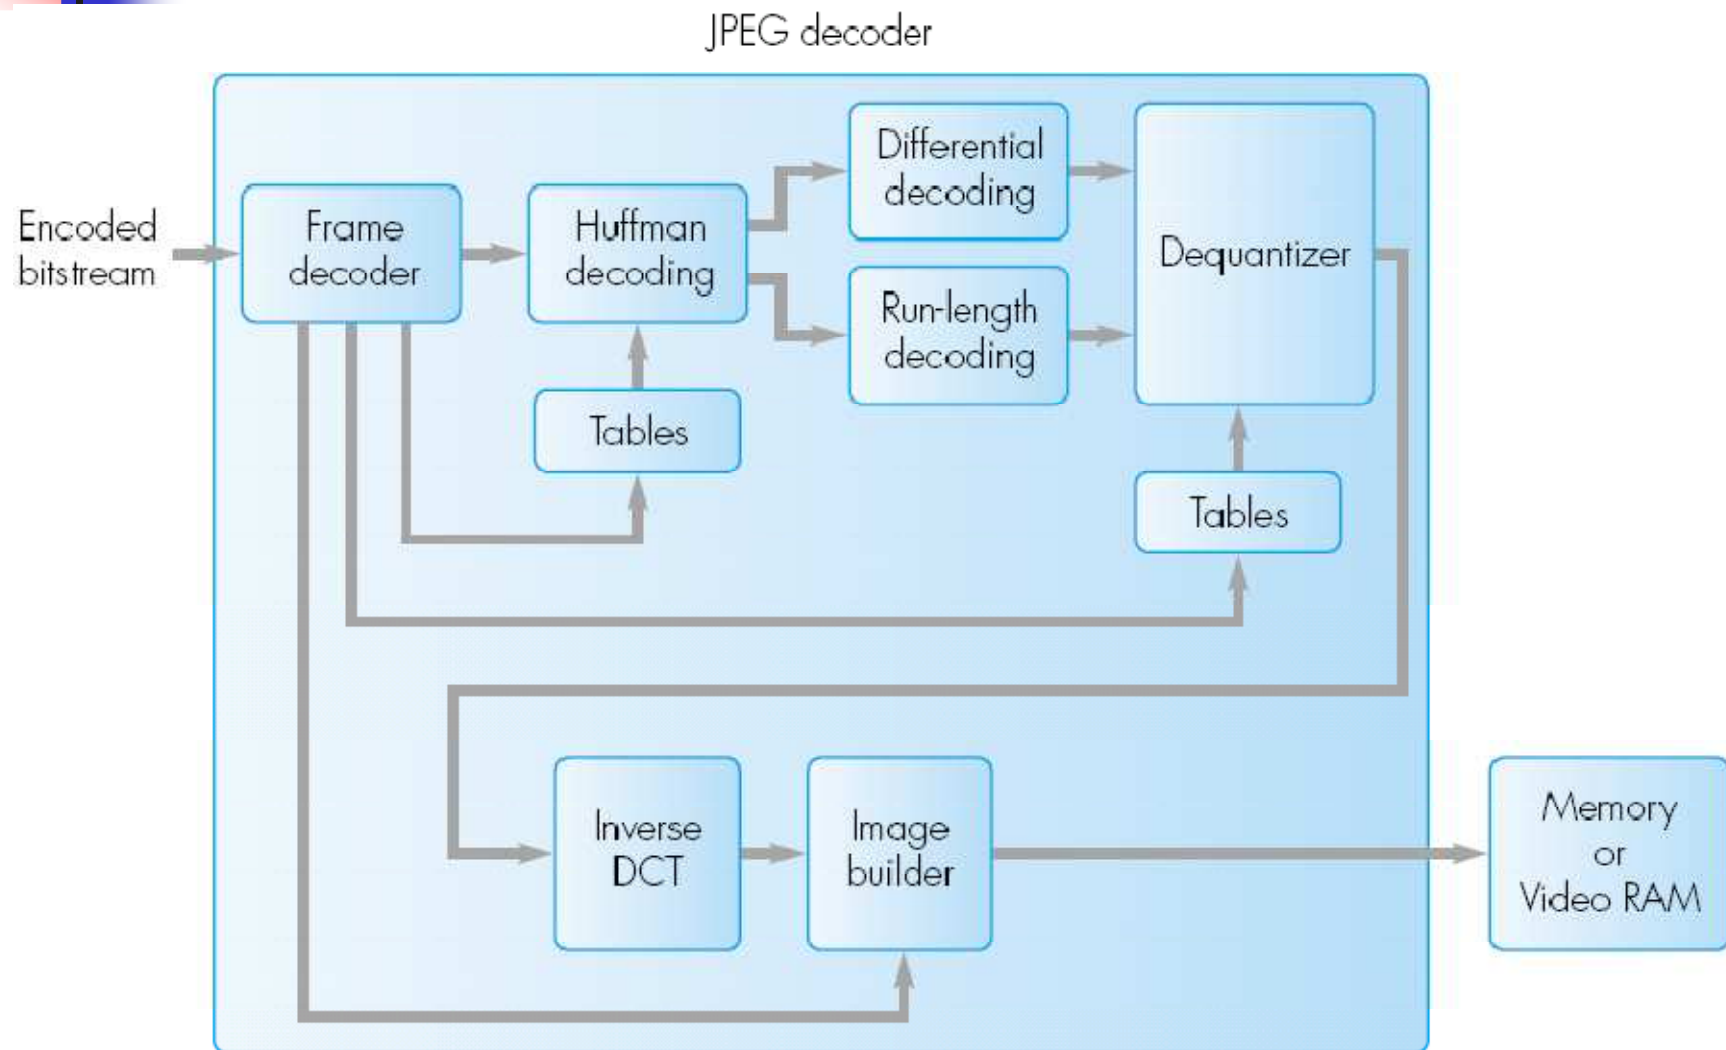 JPEG decoder
Encoded
bitstream
Frame
decoder
Huffman
decoding
Differential
decoding
Run-length
decoding
Dequantizer
Tables
Tables
Inverse
DCT
Image
builder
Memory
or
Video RAM